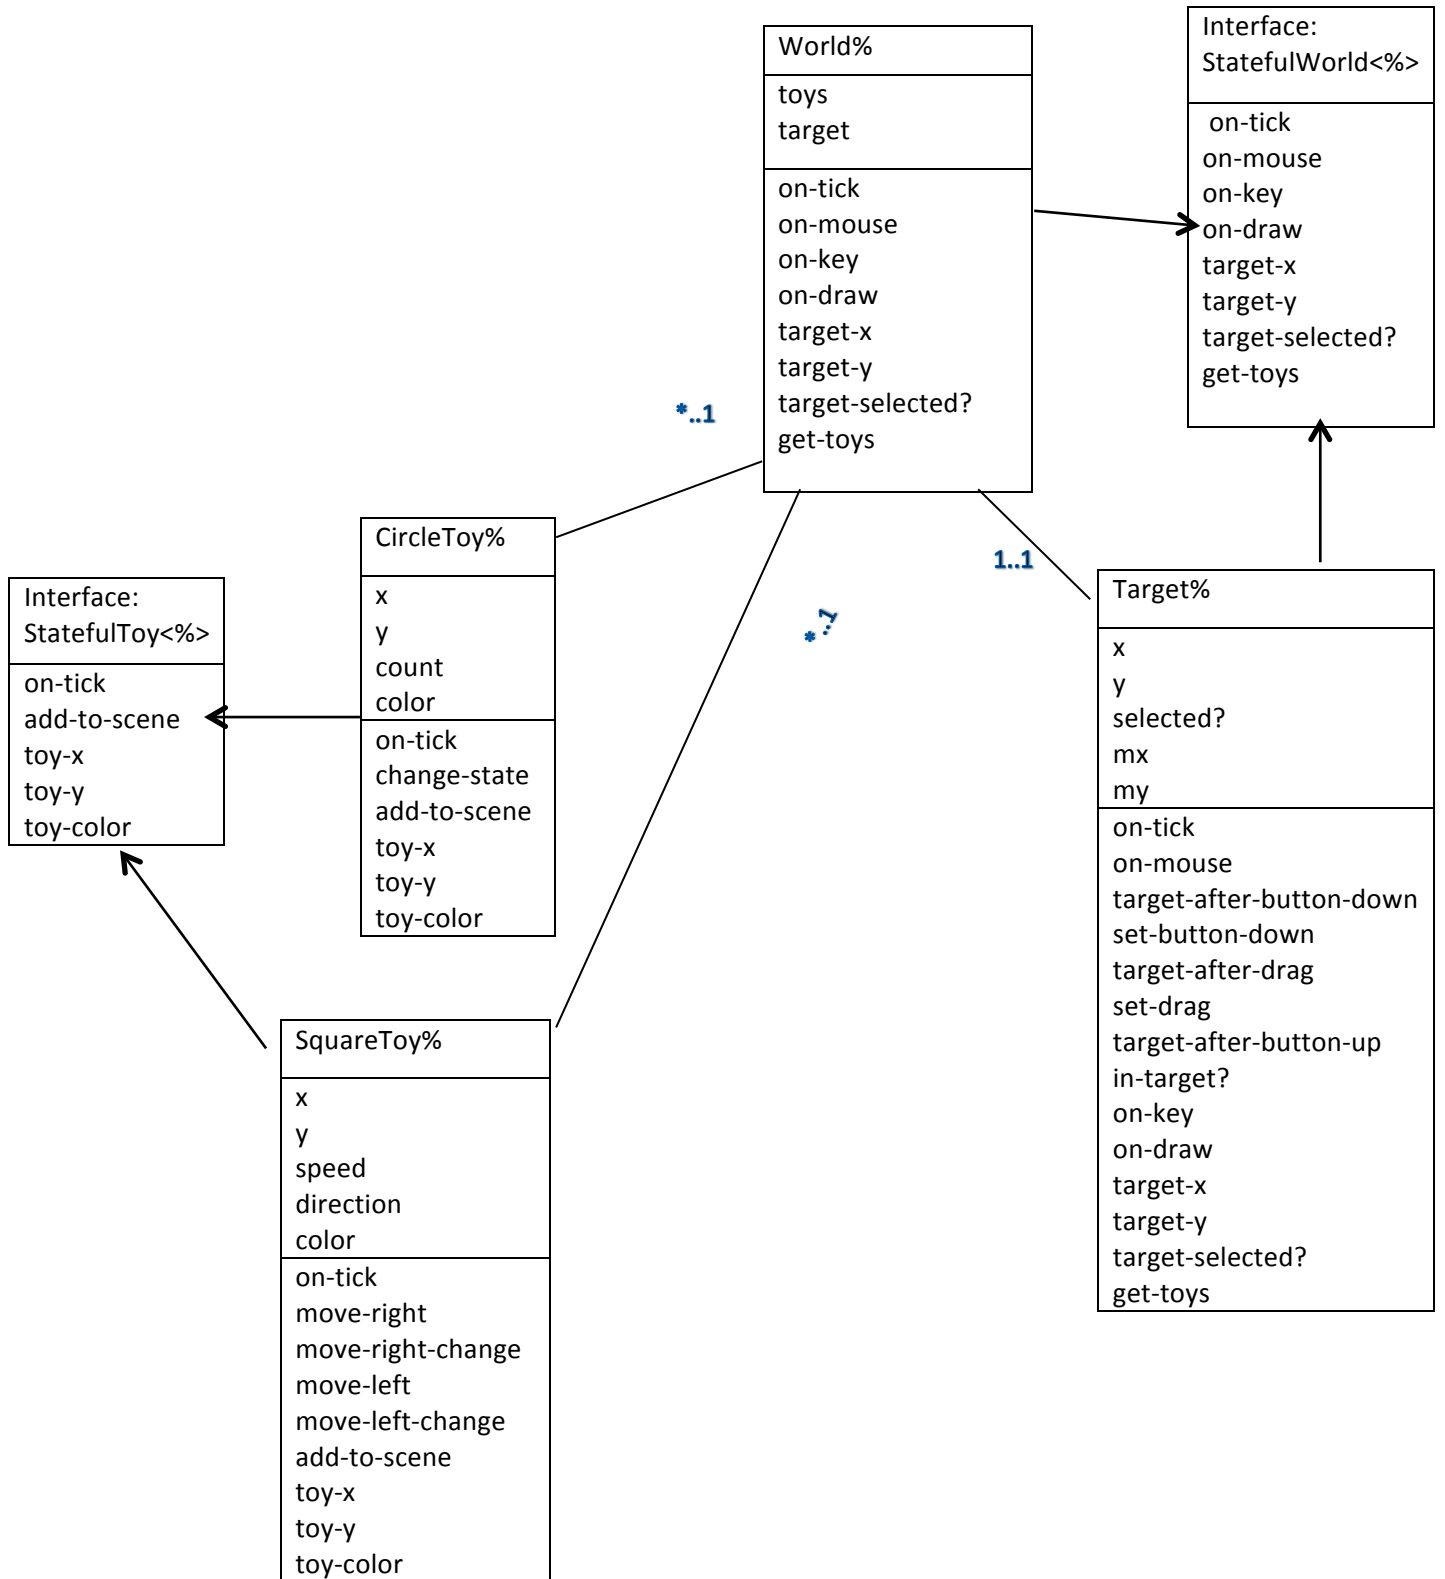 World%
toys
target
on-tick
on-mouse
on-key
on-draw
target-x
target-y
target-selected?
get-toys
Interface:
StatefulWorld<%>
on-tick
on-mouse
on-key
on-draw
target-x
target-y
target-selected?
get-toys
*..1
*..1
1..1
CircleToy%
x
y
count
color
on-tick
change-state
add-to-scene
toy-x
toy-y
toy-color
Interface:
StatefulToy<%>
on-tick
add-to-scene
toy-x
toy-y
toy-color
Target%
x
y
selected?
mx
my
on-tick
on-mouse
target-after-button-down
set-button-down
target-after-drag
set-drag
target-after-button-up
in-target?
on-key
on-draw
target-x
target-y
target-selected?
get-toys
SquareToy%
x
y
speed
direction
color
on-tick
move-right
move-right-change
move-left
move-left-change
add-to-scene
toy-x
toy-y
toy-color